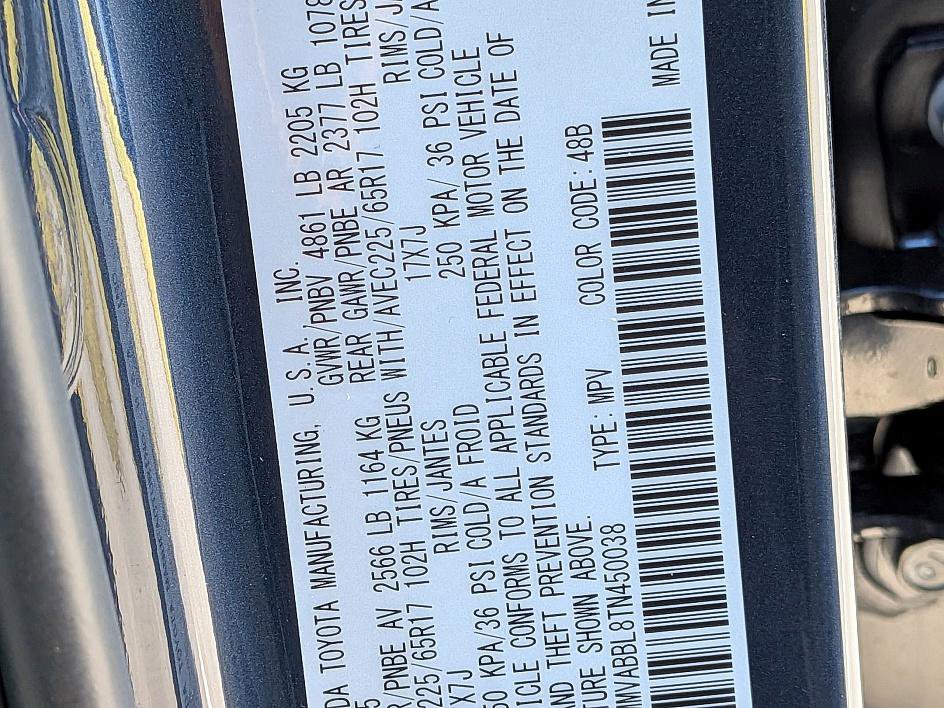 DA TOYOTA MANUFACTURING, U.S.A. INC.
5 GVWR/PNBV 4861 LB 2205 KG
R/PNBE AV 2566 LB 1164 KG REAR GAWR/PNBE AR 2377 LB 1078
225/65R17 102H TIRES/PNEUS WITH/AVEC225/65R17 102H TIRES
X7J RIMS/JANTES 17X7J RIMS/J
50 KPA/36 PSI COLD/A FROID 250 KPA/ 36 PSI COLD/A
ICLE CONFORMS TO ALL APPLICABLE FEDERAL MOTOR VEHICLE
AND THEFT PREVENTION STANDARDS IN EFFECT ON THE DATE OF
TURE SHOWN ABOVE.
MVABBL8TN450038 TYPE: MPV COLOR CODE: 48B
MADE IN